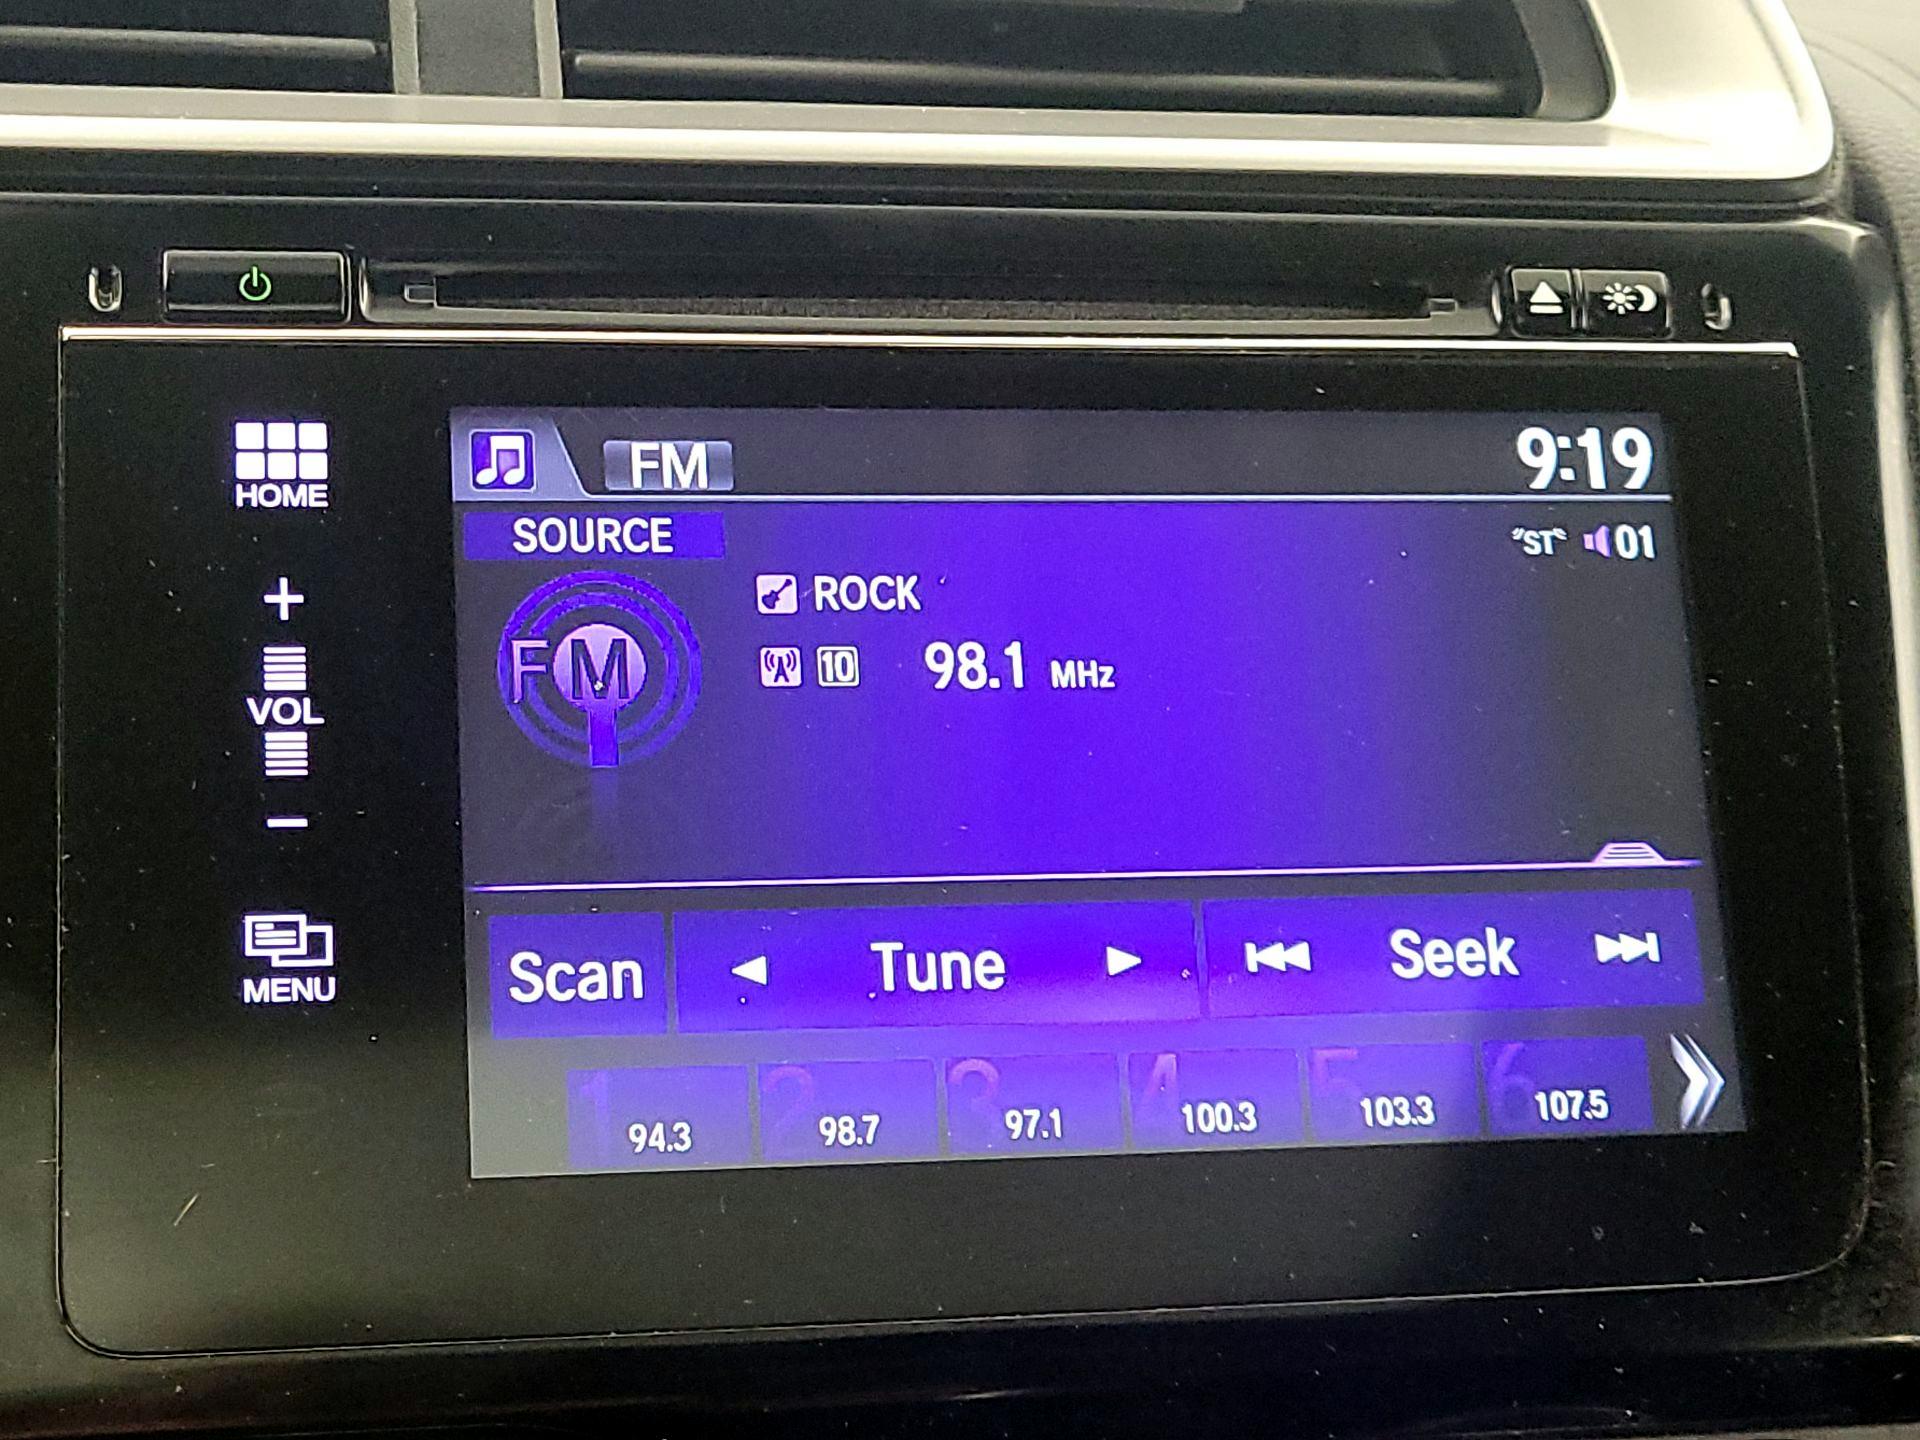 HOME
+
VOL
−
MENU
FM
9:19
SOURCE
"ST" 01
FM
ROCK
10 98.1 MHz
Scan Tune Seek
1 2 3 4 5 6
94.3 98.7 97.1 100.3 103.3 107.5